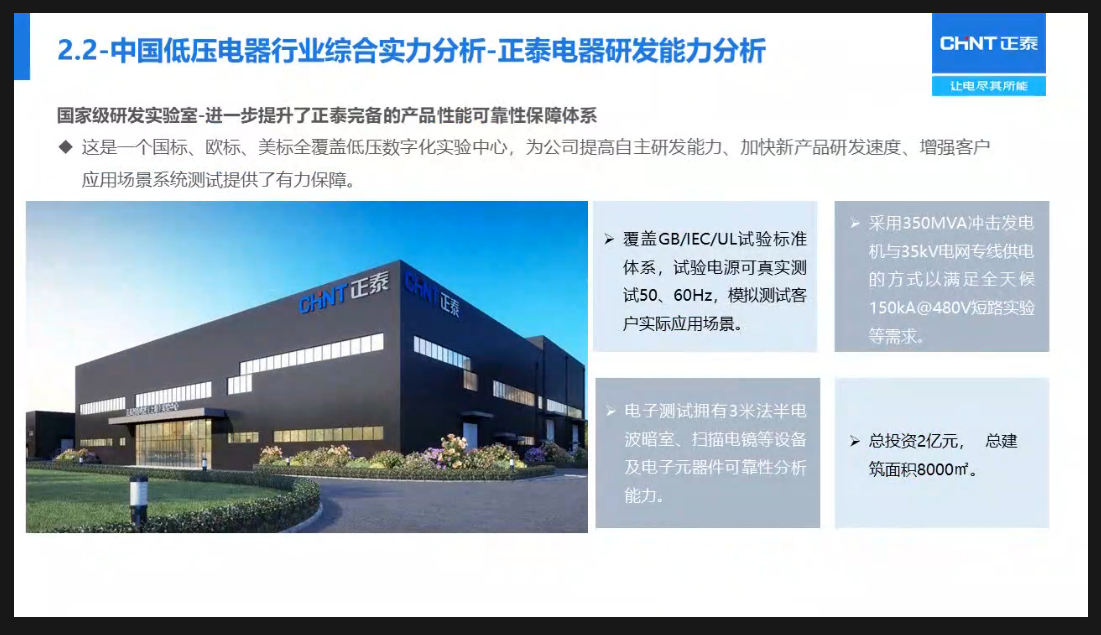 2.2-中国低压电器行业综合实力分析-正泰电器研发能力分析
CHNT正泰
让电尽其所能
国家级研发实验室-进一步提升了正泰完备的产品性能可靠性保障体系
◆ 这是一个国标、欧标、美标全覆盖低压数字化实验中心，为公司提高自主研发能力、加快新产品研发速度、增强客户
应用场景系统测试提供了有力保障。
CHNT正泰
CHNT正泰
➢ 覆盖GB/IEC/UL试验标准
体系，试验电源可真实测
试50、60Hz，模拟测试客
户实际应用场景。
➢ 采用350MVA冲击发电
机与35kV电网专线供电
的方式以满足全天候
150kA@480V短路实验
等需求。
➢ 电子测试拥有3米法半电
波暗室、扫描电镜等设备
及电子元器件可靠性分析
能力。
➢ 总投资2亿元， 总建
筑面积8000㎡。